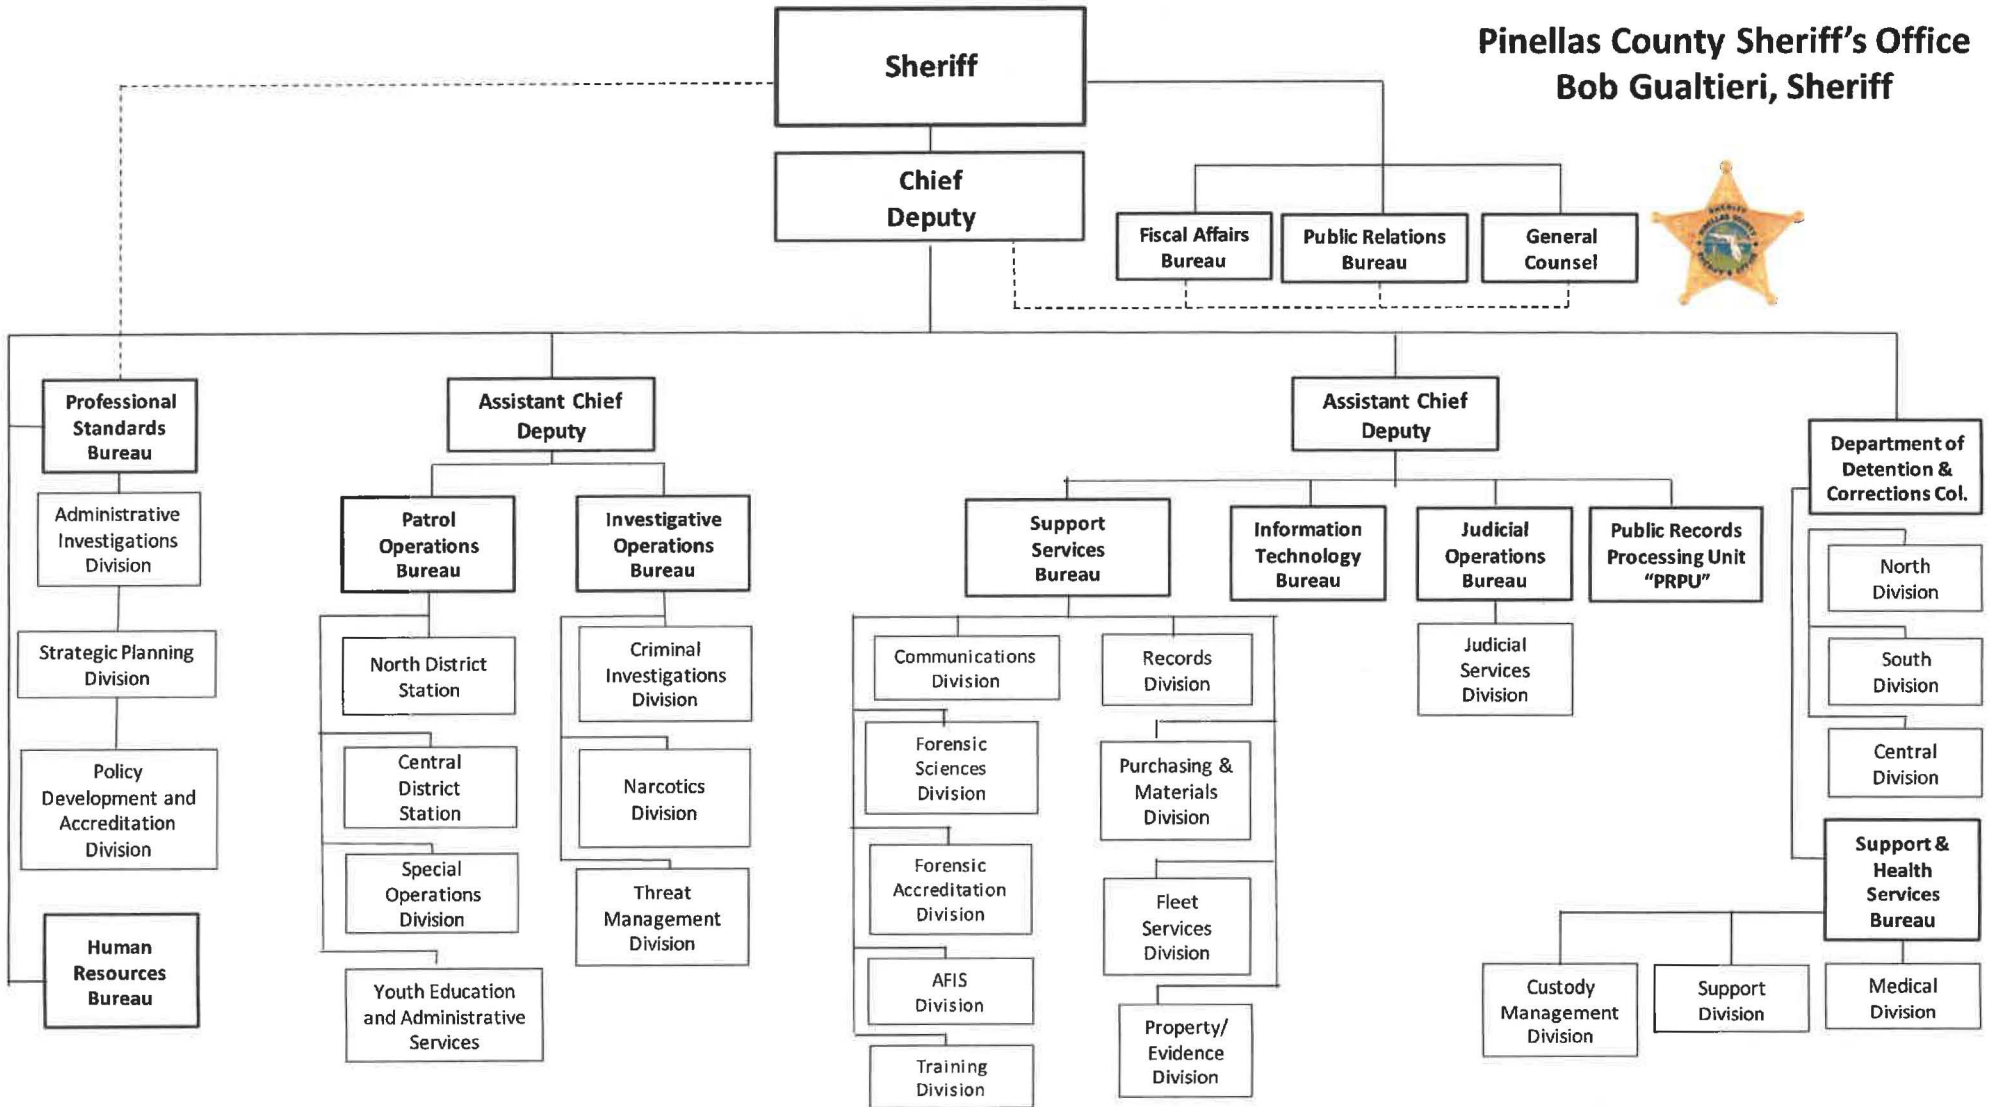 Pinellas County Sheriff's Office
Bob Gualtieri, Sheriff
Sheriff
Chief
Deputy
Fiscal Affairs
Bureau
Public Relations
Bureau
General
Counsel
Professional
Standards
Bureau
Administrative
Investigations
Division
Strategic Planning
Division
Policy
Development and
Accreditation
Division
Human
Resources
Bureau
Assistant Chief
Deputy
Patrol
Operations
Bureau
North District
Station
Central
District
Station
Special
Operations
Division
Youth Education
and Administrative
Services
Investigative
Operations
Bureau
Criminal
Investigations
Division
Narcotics
Division
Threat
Management
Division
Assistant Chief
Deputy
Support
Services
Bureau
Communications
Division
Forensic
Sciences
Division
Forensic
Accreditation
Division
AFIS
Division
Training
Division
Records
Division
Purchasing &
Materials
Division
Fleet
Services
Division
Property/
Evidence
Division
Information
Technology
Bureau
Judicial
Operations
Bureau
Judicial
Services
Division
Public Records
Processing Unit
“PRPU”
Department of
Detention &
Corrections Col.
North
Division
South
Division
Central
Division
Support &
Health
Services
Bureau
Custody
Management
Division
Support
Division
Medical
Division